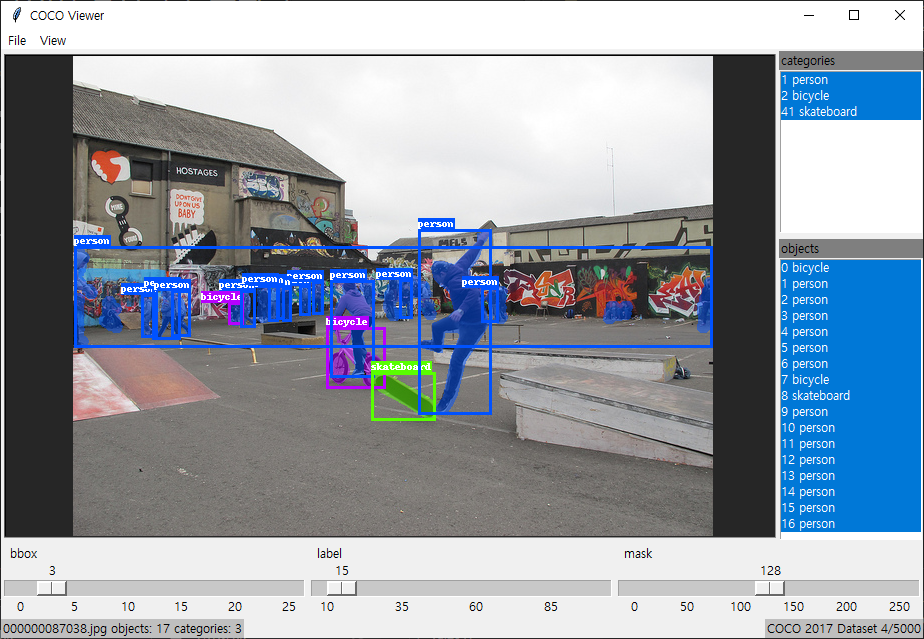 COCO Viewer
File View
HOSTAGES
DON'T GIVE
UP ON US
BABY
person
person
person
person
person
person
person
person
person
person
bicycle
bicycle
skateboard
categories
1 person
2 bicycle
41 skateboard
objects
0 bicycle
1 person
2 person
3 person
4 person
5 person
6 person
7 bicycle
8 skateboard
9 person
10 person
11 person
12 person
13 person
14 person
15 person
16 person
bbox
3
0 5 10 15 20 25
label
15
10 35 60 85
mask
128
0 50 100 150 200 250
000000087038.jpg objects: 17 categories: 3
COCO 2017 Dataset 4/5000